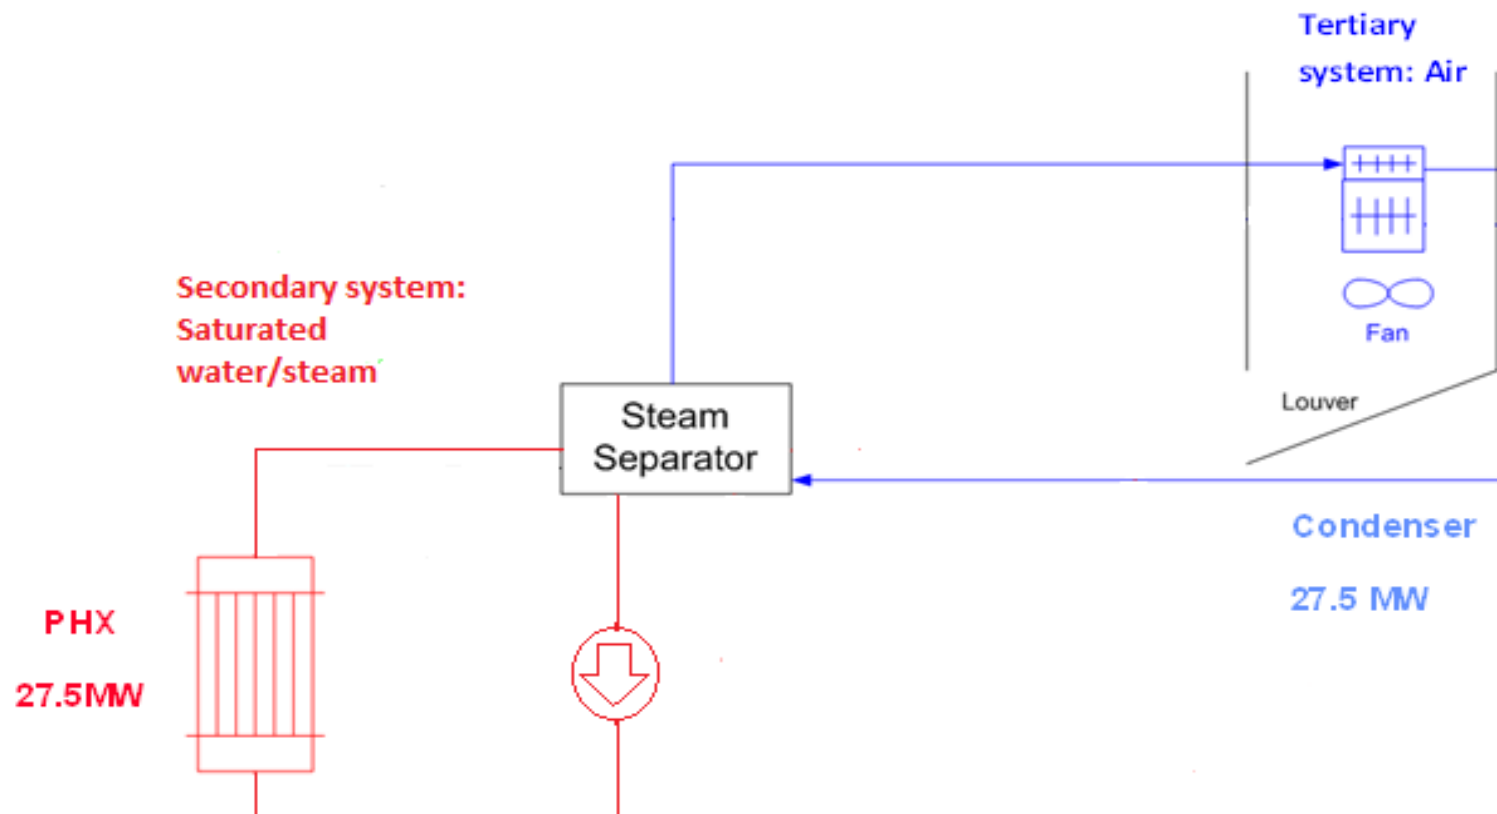 Tertiary
system: Air
Secondary system:
Saturated
water/steam
Fan
Louver
Steam
Separator
Condenser
27.5 MW
PHX
27.5MW